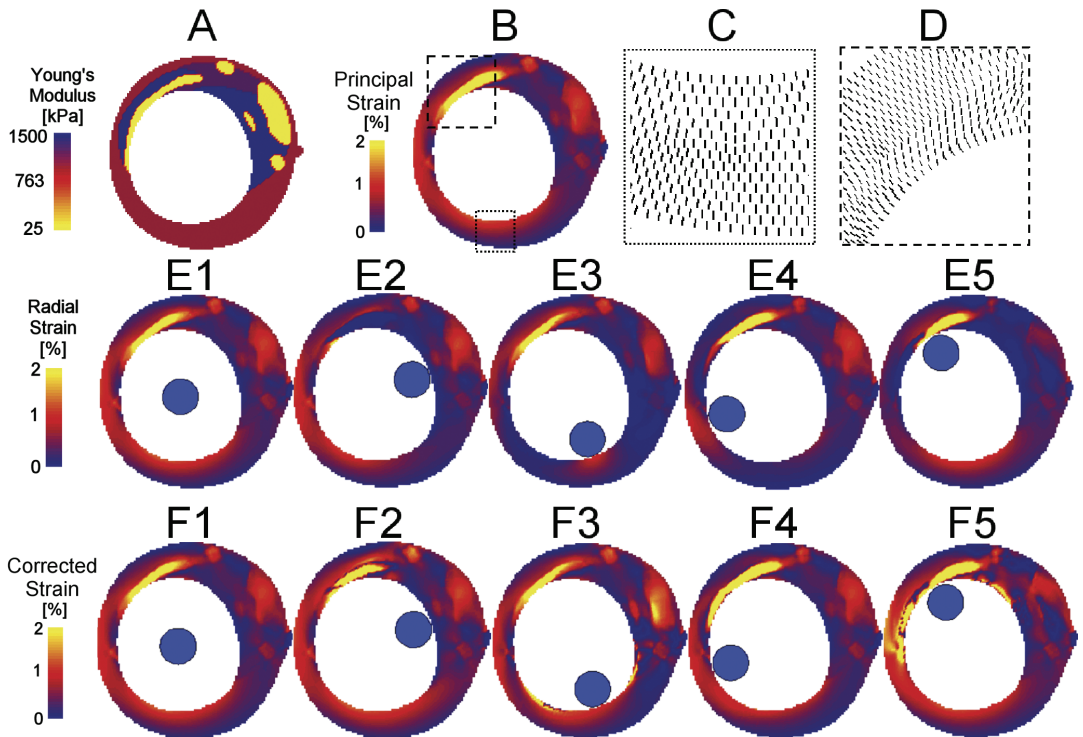 A
B
C
D
Young's
Modulus
[kPa]
1500
763
25
Principal
Strain
[%]
2
1
0
E1
E2
E3
E4
E5
Radial
Strain
[%]
2
1
0
F1
F2
F3
F4
F5
Corrected
Strain
[%]
2
1
0